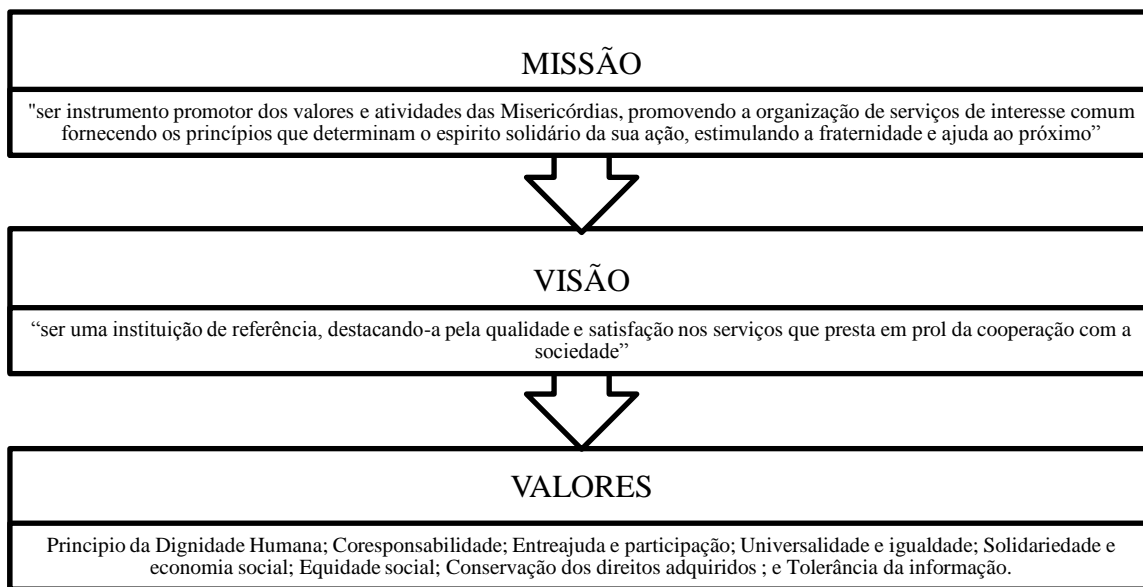 MISSÃO
"ser instrumento promotor dos valores e atividades das Misericórdias, promovendo a organização de serviços de interesse comum
fornecendo os princípios que determinam o espirito solidário da sua ação, estimulando a fraternidade e ajuda ao próximo”
VISÃO
“ser uma instituição de referência, destacando-a pela qualidade e satisfação nos serviços que presta em prol da cooperação com a
sociedade”
VALORES
Principio da Dignidade Humana; Coresponsabilidade; Entreajuda e participação; Universalidade e igualdade; Solidariedade e
economia social; Equidade social; Conservação dos direitos adquiridos ; e Tolerância da informação.